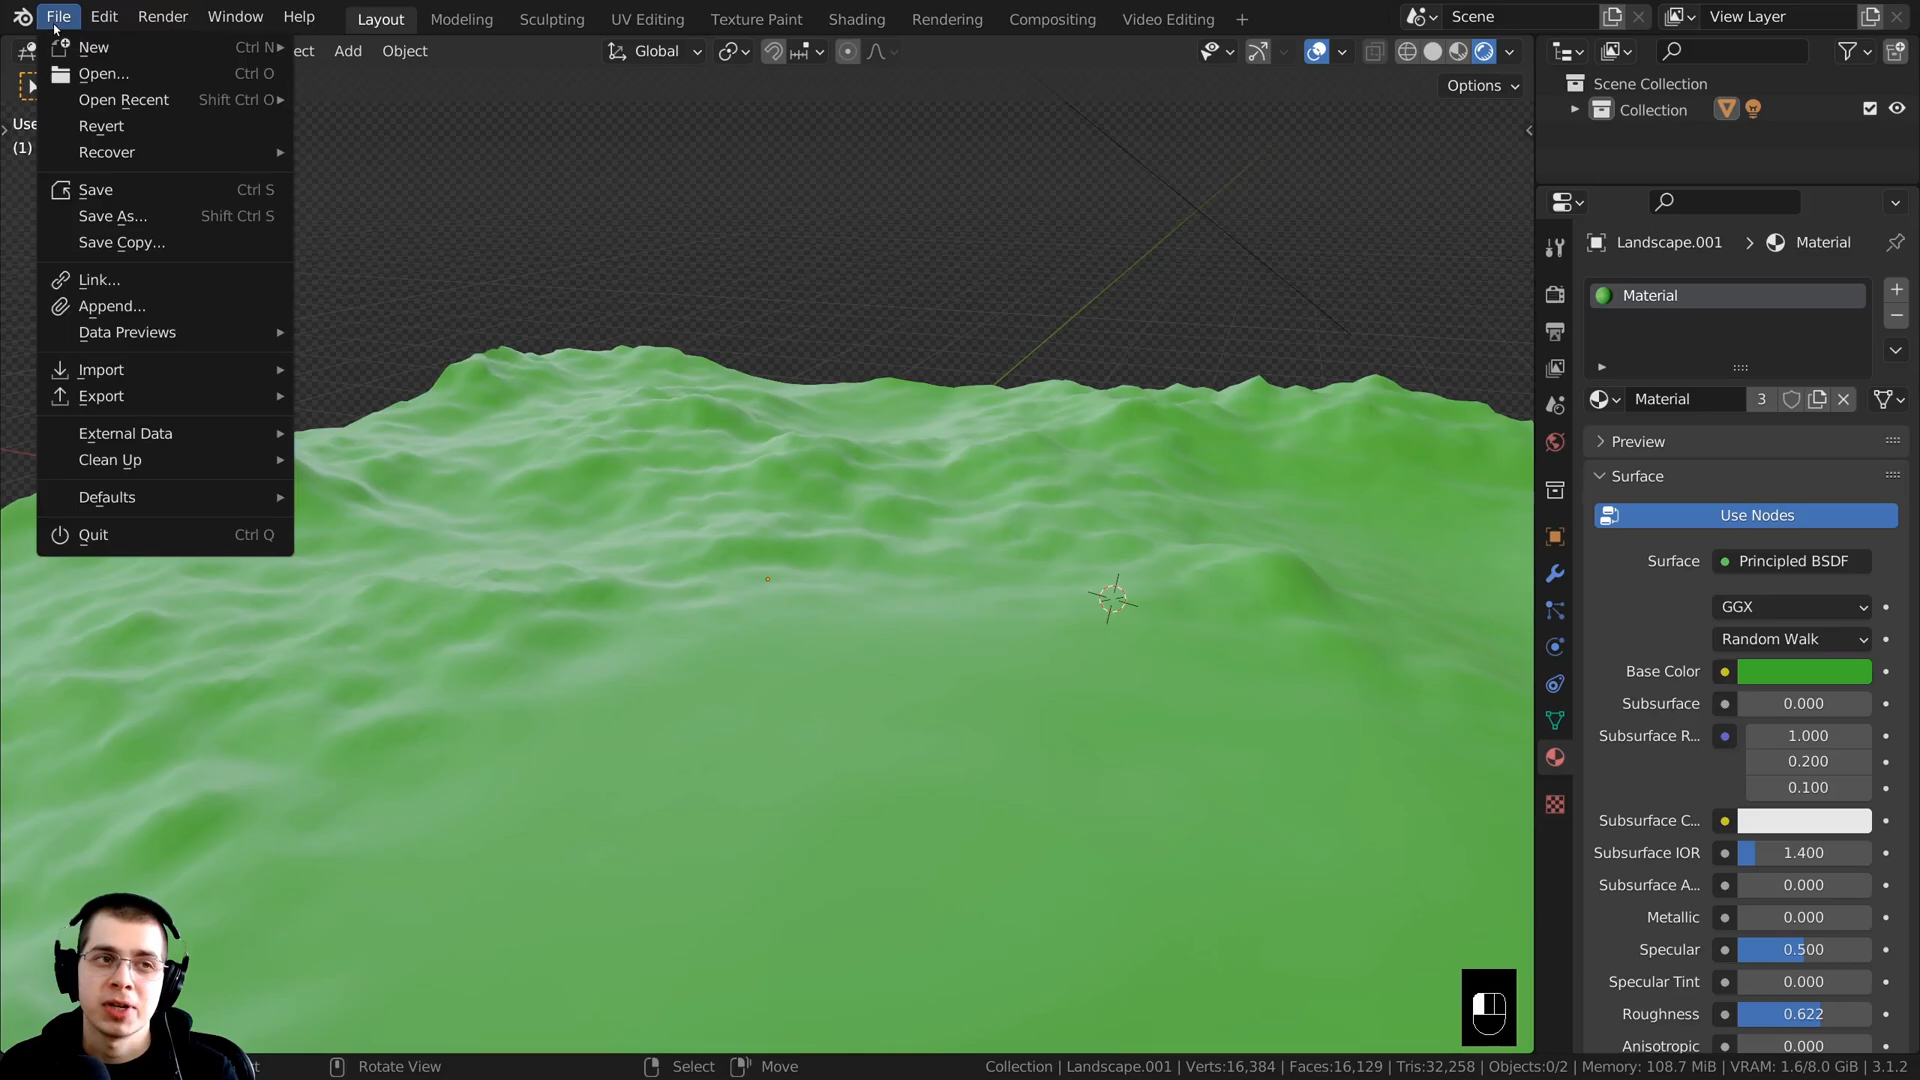 File Edit Render Window Help Layout Modeling Sculpting UV Editing Texture Paint Shading Rendering Compositing Video Editing + Scene View Layer
Add Object Global
Options
Use
(1)
New Ctrl N
Open... Ctrl O
Open Recent Shift Ctrl O
Revert
Recover
Save Ctrl S
Save As... Shift Ctrl S
Save Copy...
Link...
Append...
Data Previews
Import
Export
External Data
Clean Up
Defaults
Quit Ctrl Q
Scene Collection
Collection
Landscape.001 > Material
Material
Material 3
Preview
Surface
Use Nodes
Surface Principled BSDF
GGX
Random Walk
Base Color
Subsurface 0.000
Subsurface R... 1.000
0.200
0.100
Subsurface C...
Subsurface IOR 1.400
Subsurface A... 0.000
Metallic 0.000
Specular 0.500
Specular Tint 0.000
Roughness 0.622
Anisotropic 0.000
Rotate View Select Move Collection | Landscape.001 | Verts:16,384 | Faces:16,129 | Tris:32,258 | Objects:0/2 | Memory: 108.7 MiB | VRAM: 1.6/8.0 GiB | 3.1.2